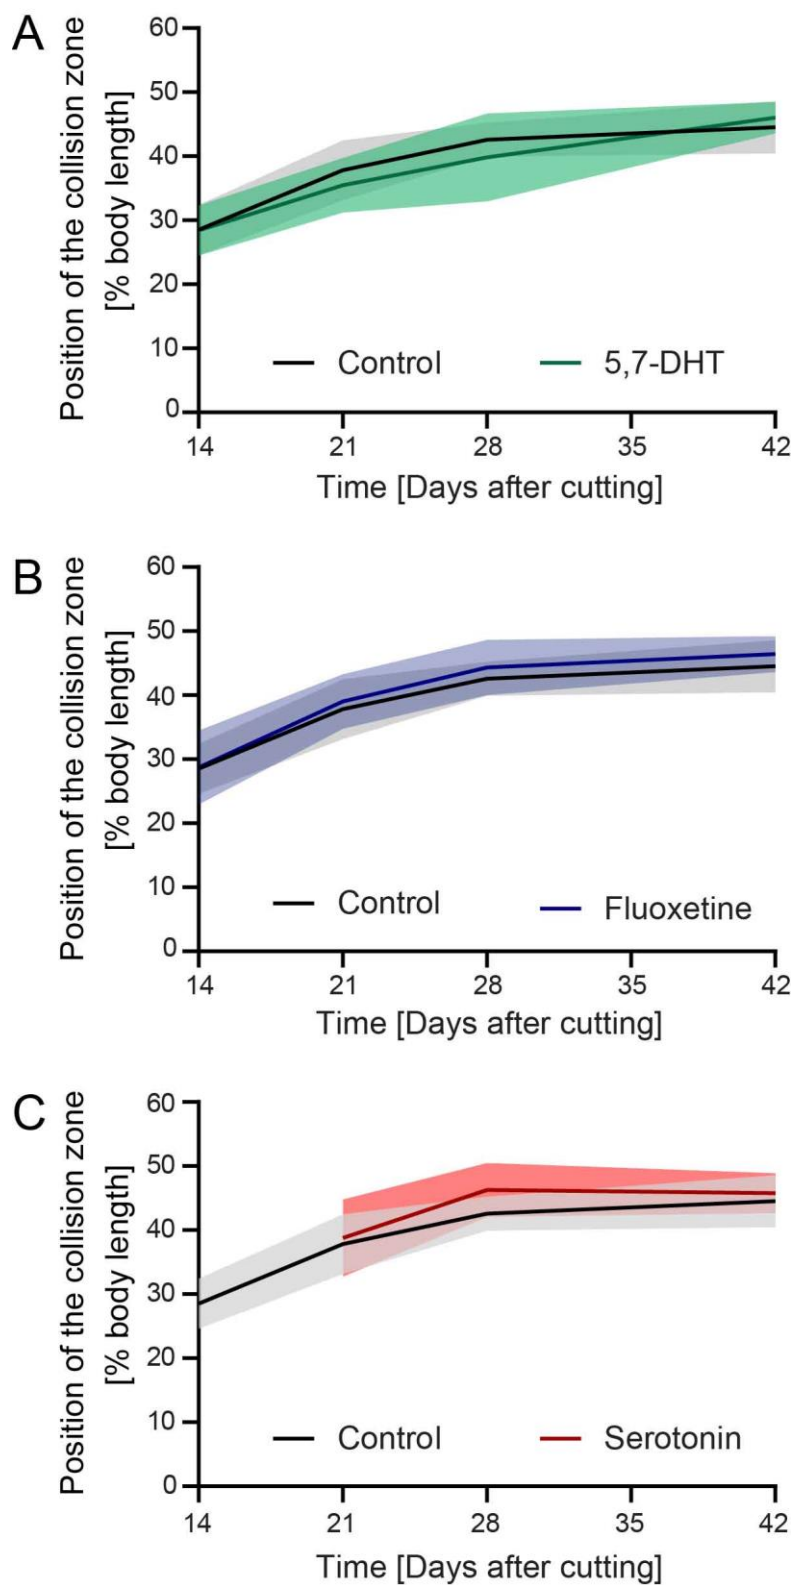 A
Position of the collision zone
[% body length]
60
50
40
30
20
10
0
Control
5,7-DHT
14
21
28
35
42
Time [Days after cutting]
B
Position of the collision zone
[% body length]
60
50
40
30
20
10
0
Control
Fluoxetine
14
21
28
35
42
Time [Days after cutting]
C
Position of the collision zone
[% body length]
60
50
40
30
20
10
0
Control
Serotonin
14
21
28
35
42
Time [Days after cutting]